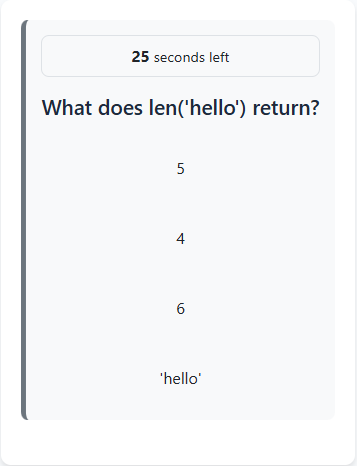 25 seconds left
What does len('hello') return?
5
4
6
'hello'